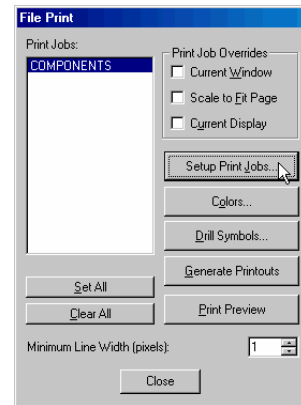 File Print
Print Jobs:
COMPONENTS
Print Job Overrides
Current Window
Scale to Fit Page
Current Display
Setup Print Jobs...
Colors...
Drill Symbols...
Generate Printouts
Set All
Clear All
Print Preview
Minimum Line Width (pixels):
1
Close